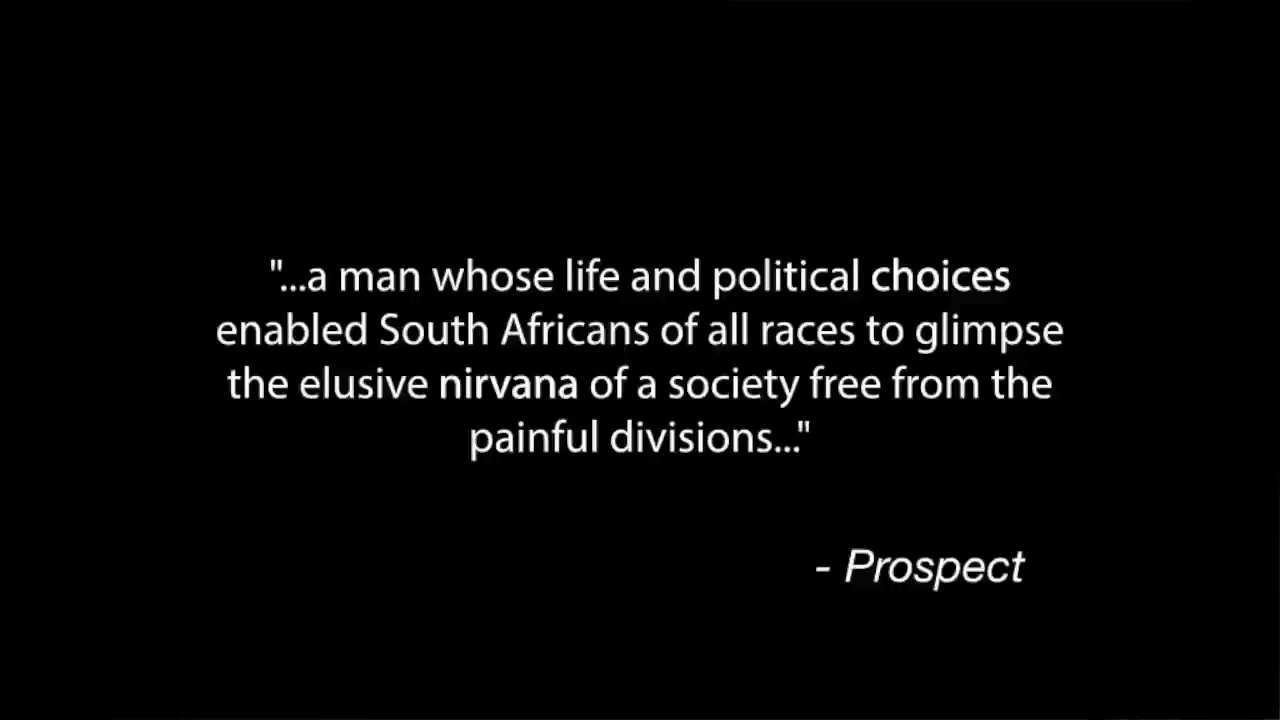 "...a man whose life and political choices
enabled South Africans of all races to glimpse
the elusive nirvana of a society free from the
painful divisions..."
- Prospect